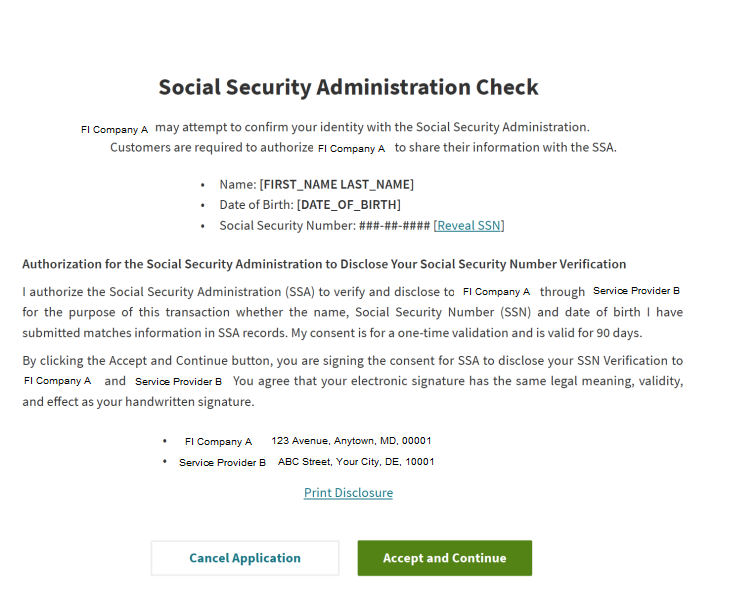 Social Security Administration Check
FI Company A may attempt to confirm your identity with the Social Security Administration.
Customers are required to authorize FI Company A to share their information with the SSA.
• Name: [FIRST_NAME LAST_NAME]
• Date of Birth: [DATE_OF_BIRTH]
• Social Security Number: ###-##-#### [Reveal SSN]
Authorization for the Social Security Administration to Disclose Your Social Security Number Verification
I authorize the Social Security Administration (SSA) to verify and disclose to FI Company A through Service Provider B
for the purpose of this transaction whether the name, Social Security Number (SSN) and date of birth I have
submitted matches information in SSA records. My consent is for a one-time validation and is valid for 90 days.
By clicking the Accept and Continue button, you are signing the consent for SSA to disclose your SSN Verification to
FI Company A and Service Provider B You agree that your electronic signature has the same legal meaning, validity,
and effect as your handwritten signature.
• FI Company A 123 Avenue, Anytown, MD, 00001
• Service Provider B ABC Street, Your City, DE, 10001
Print Disclosure
Cancel Application Accept and Continue